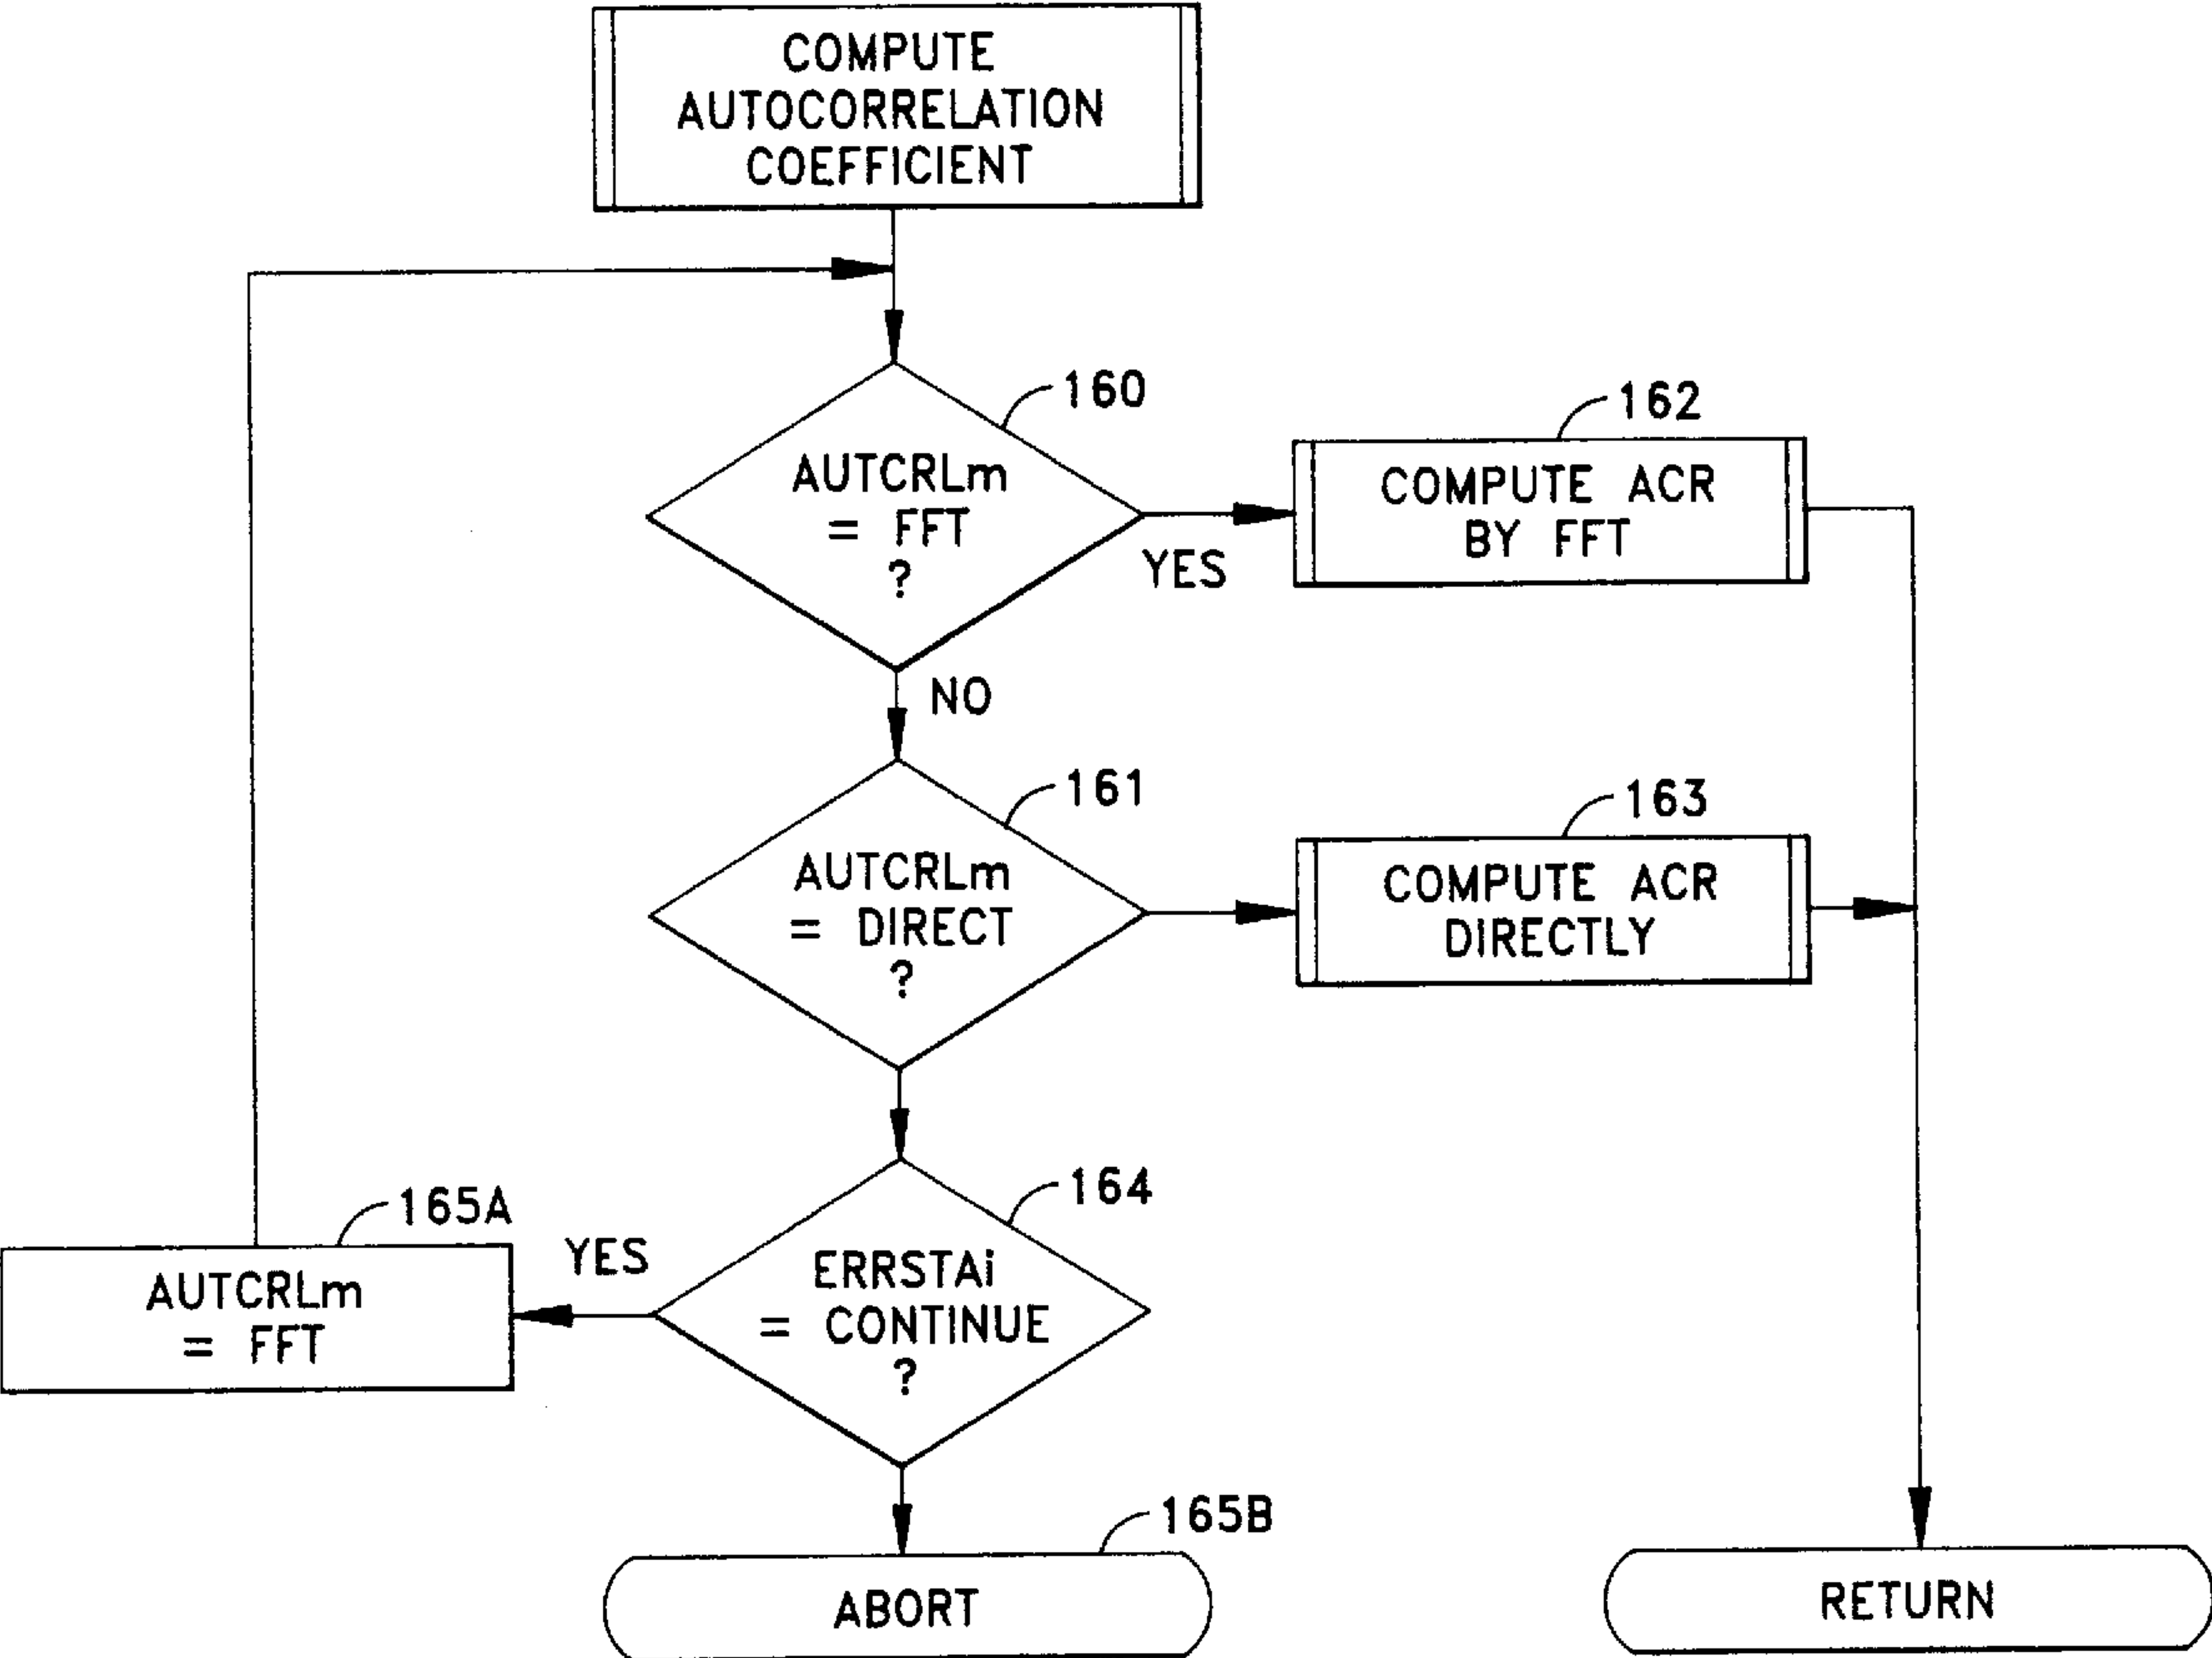 COMPUTE
AUTOCORRELATION
COEFFICIENT
160
AUTCRLm
= FFT
?
YES
162
COMPUTE ACR
BY FFT
NO
161
AUTCRLm
= DIRECT
?
163
COMPUTE ACR
DIRECTLY
164
ERRSTAi
= CONTINUE
?
YES
165A
AUTCRLm
= FFT
165B
ABORT
RETURN